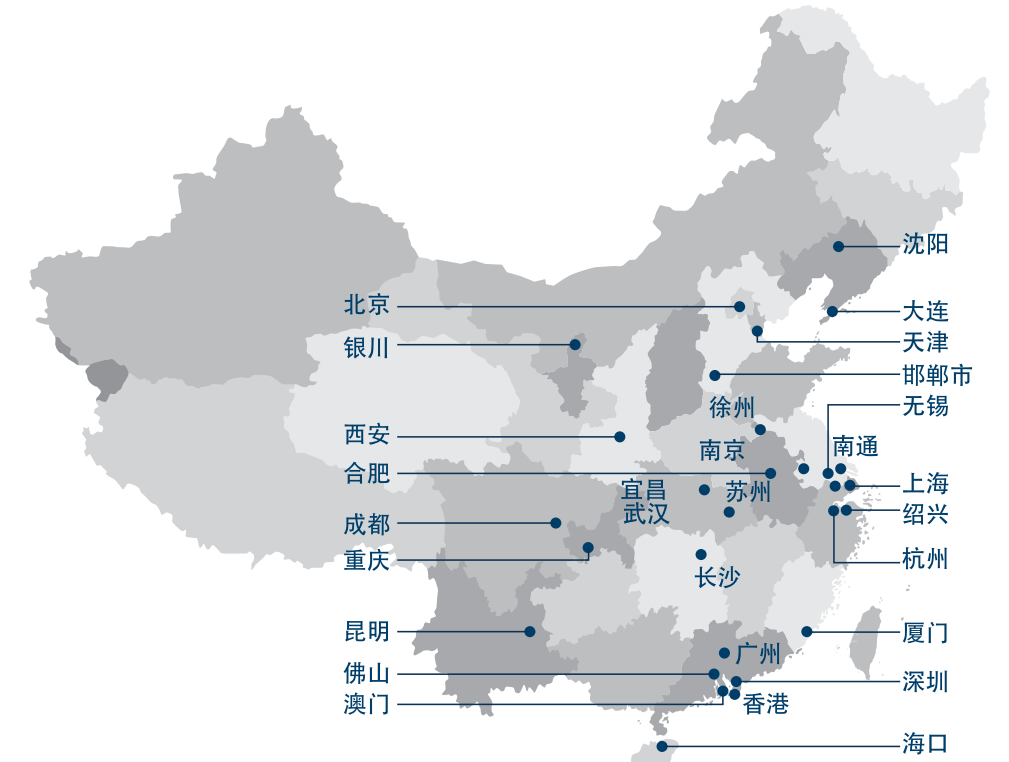 沈阳
北京
大连
天津
银川
邯郸市
徐州
无锡
西安
南京
南通
合肥
宜昌
苏州
上海
武汉
绍兴
成都
重庆
杭州
长沙
昆明
厦门
广州
佛山
深圳
澳门
香港
海口